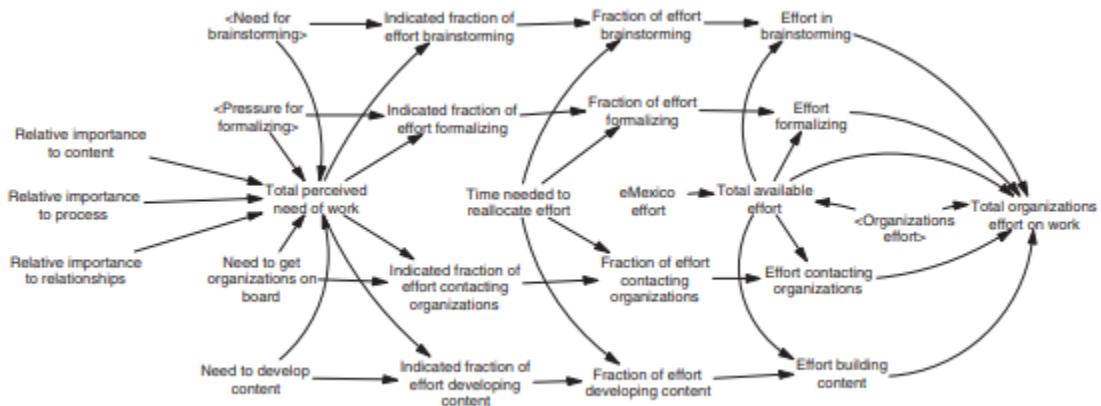 <Need for
brainstorming>
Indicated fraction of
effort brainstorming
Fraction of effort
brainstorming
Effort in
brainstorming
<Pressure for
formalizing>
Indicated fraction of
effort formalizing
Fraction of effort
formalizing
Effort
formalizing
Relative importance
to content
Relative importance
to process
Relative importance
to relationships
Total perceived
need of work
Time needed to
reallocate effort
eMexico
effort
Total available
effort
<Organizations
effort>
Total organizations
effort on work
Need to get
organizations on
board
Indicated fraction of
effort contacting
organizations
Fraction of effort
contacting
organizations
Effort contacting
organizations
Need to develop
content
Indicated fraction of
effort developing
content
Fraction of effort
developing content
Effort building
content